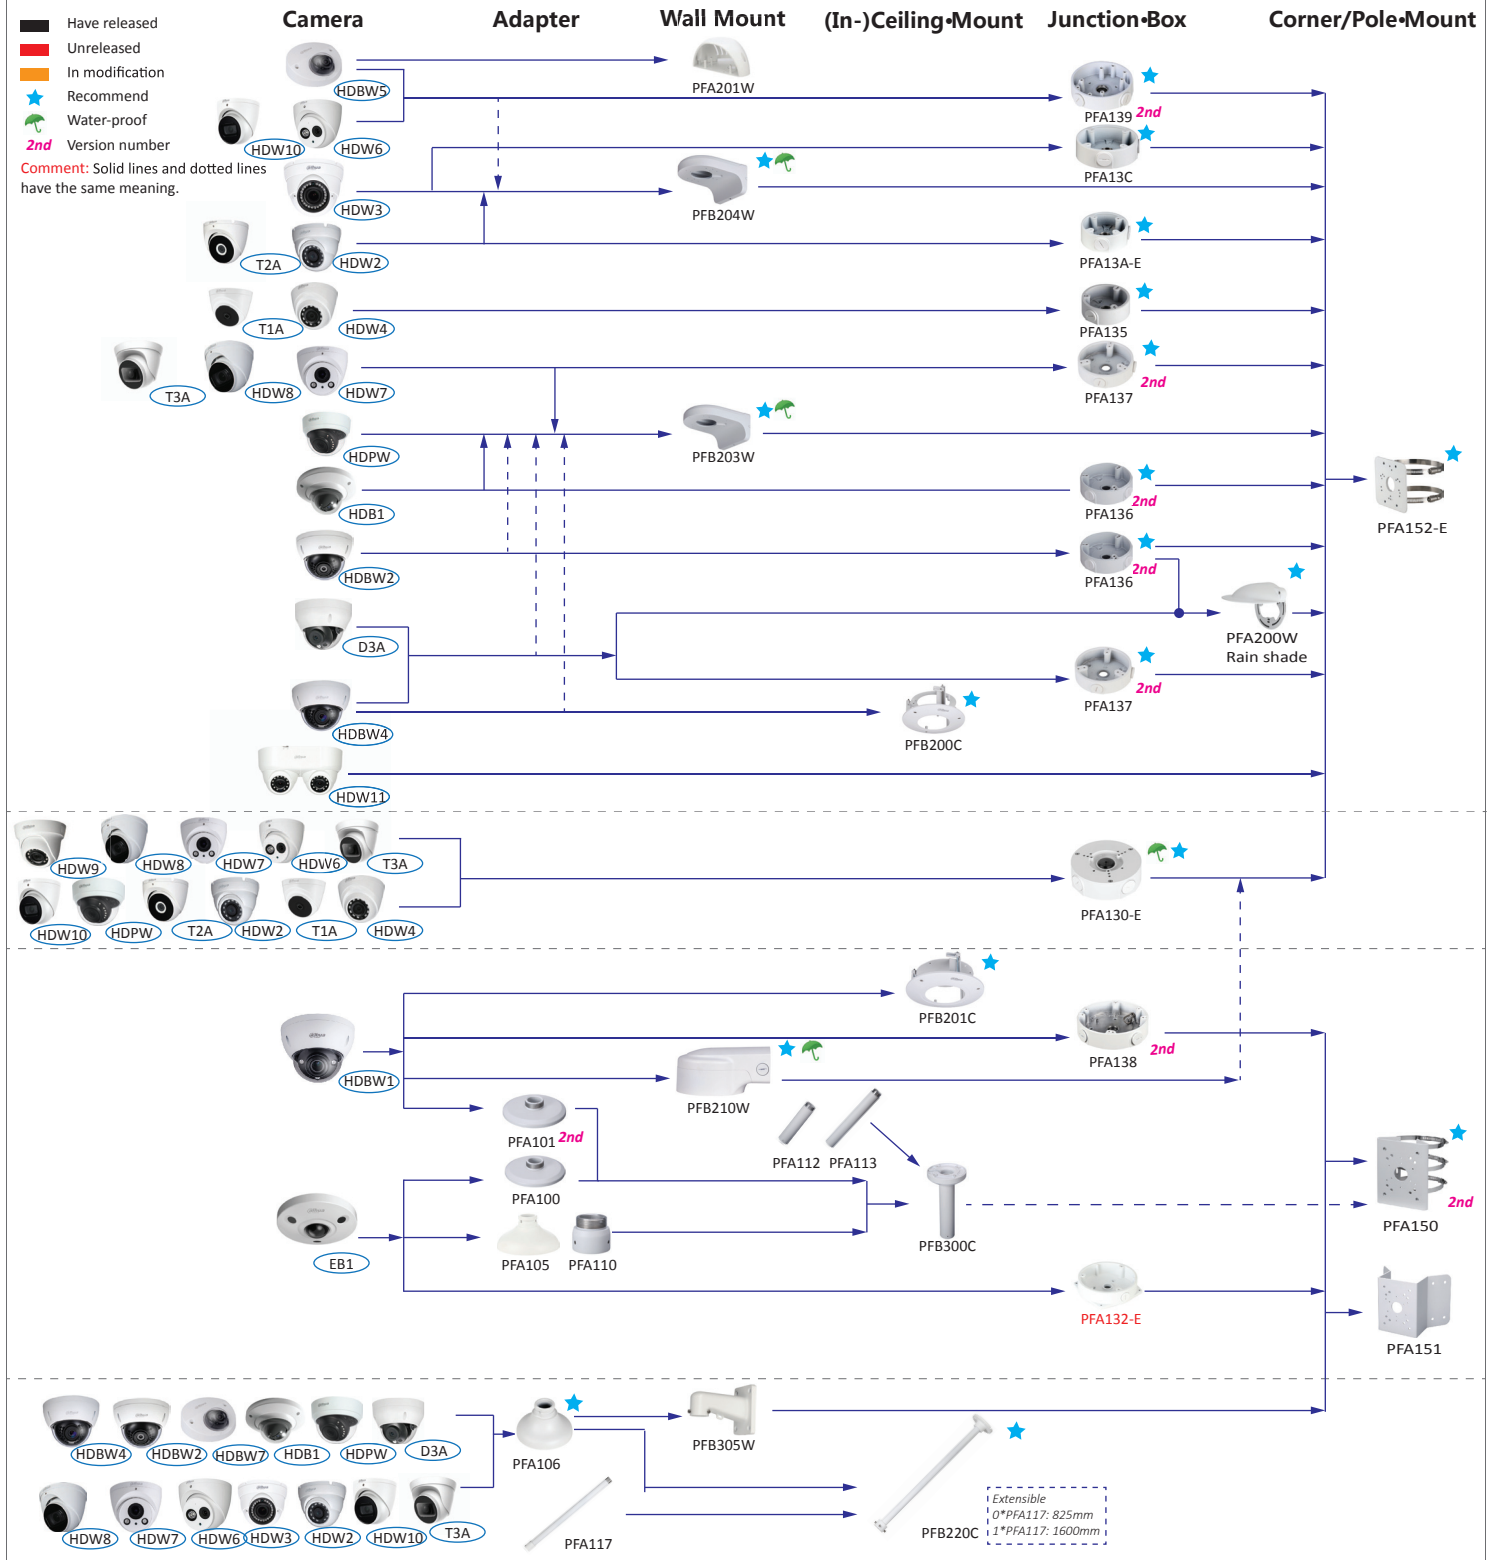 Camera
Adapter
Wall Mount
(In-)Ceiling•Mount
Junction•Box
Corner/Pole•Mount
Have released
Unreleased
In modification
Recommend
Water-proof
2nd Version number
Comment: Solid lines and dotted lines
have the same meaning.
HDBW5
PFA201W
PFA139 2nd
HDW10
HDW6
PFA13C
HDW3
PFB204W
T2A
HDW2
PFA13A-E
T1A
HDW4
PFA135
T3A
HDW8
HDW7
2nd
PFA137
HDPW
PFB203W
HDB1
2nd
PFA136
PFA152-E
HDBW2
2nd
PFA136
D3A
PFA200W
Rain shade
2nd
PFA137
HDBW4
PFB200C
HDW11
HDW9
HDW8
HDW7
HDW6
T3A
HDW10
HDPW
T2A
HDW2
T1A
HDW4
PFA130-E
PFB201C
HDBW1
PFA138
2nd
PFB210W
PFA101 2nd
PFA112
PFA113
PFA100
EB1
PFA105
PFA110
PFB300C
2nd
PFA150
PFA132-E
PFA151
HDBW4
HDBW2
HDBW7
HDB1
HDPW
D3A
PFA106
PFB305W
HDW8
HDW7
HDW6
HDW3
HDW2
HDW10
T3A
PFA117
PFB220C
Extensible
0*PFA117: 825mm
1*PFA117: 1600mm